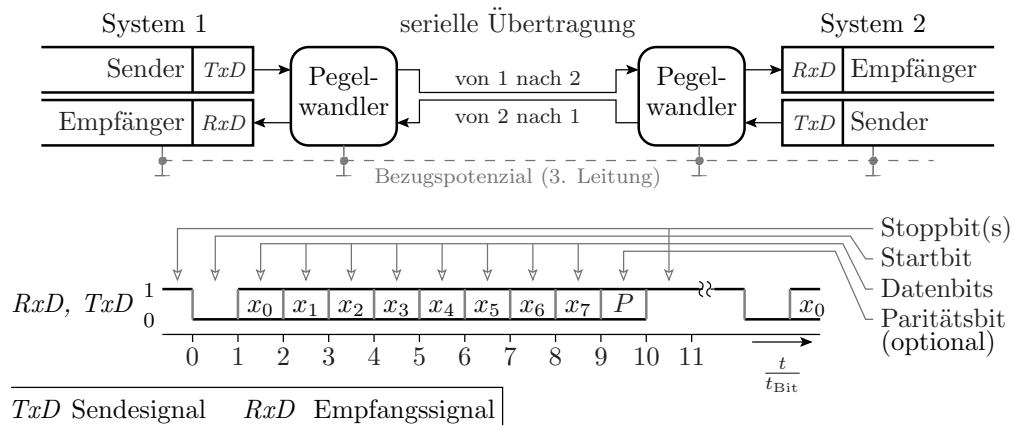 System 1 serielle Übertragung System 2
Sender TxD Pegel- von 1 nach 2 Pegel- RxD Empfänger
Empfänger RxD wandler von 2 nach 1 wandler TxD Sender
Bezugspotenzial (3. Leitung)
Stoppbit(s)
Startbit
Datenbits
Paritätsbit
(optional)
RxD, TxD 1 0 x0 x1 x2 x3 x4 x5 x6 x7 P x0
0 1 2 3 4 5 6 7 8 9 10 11 t/tBit
TxD Sendesignal RxD Empfangssignal